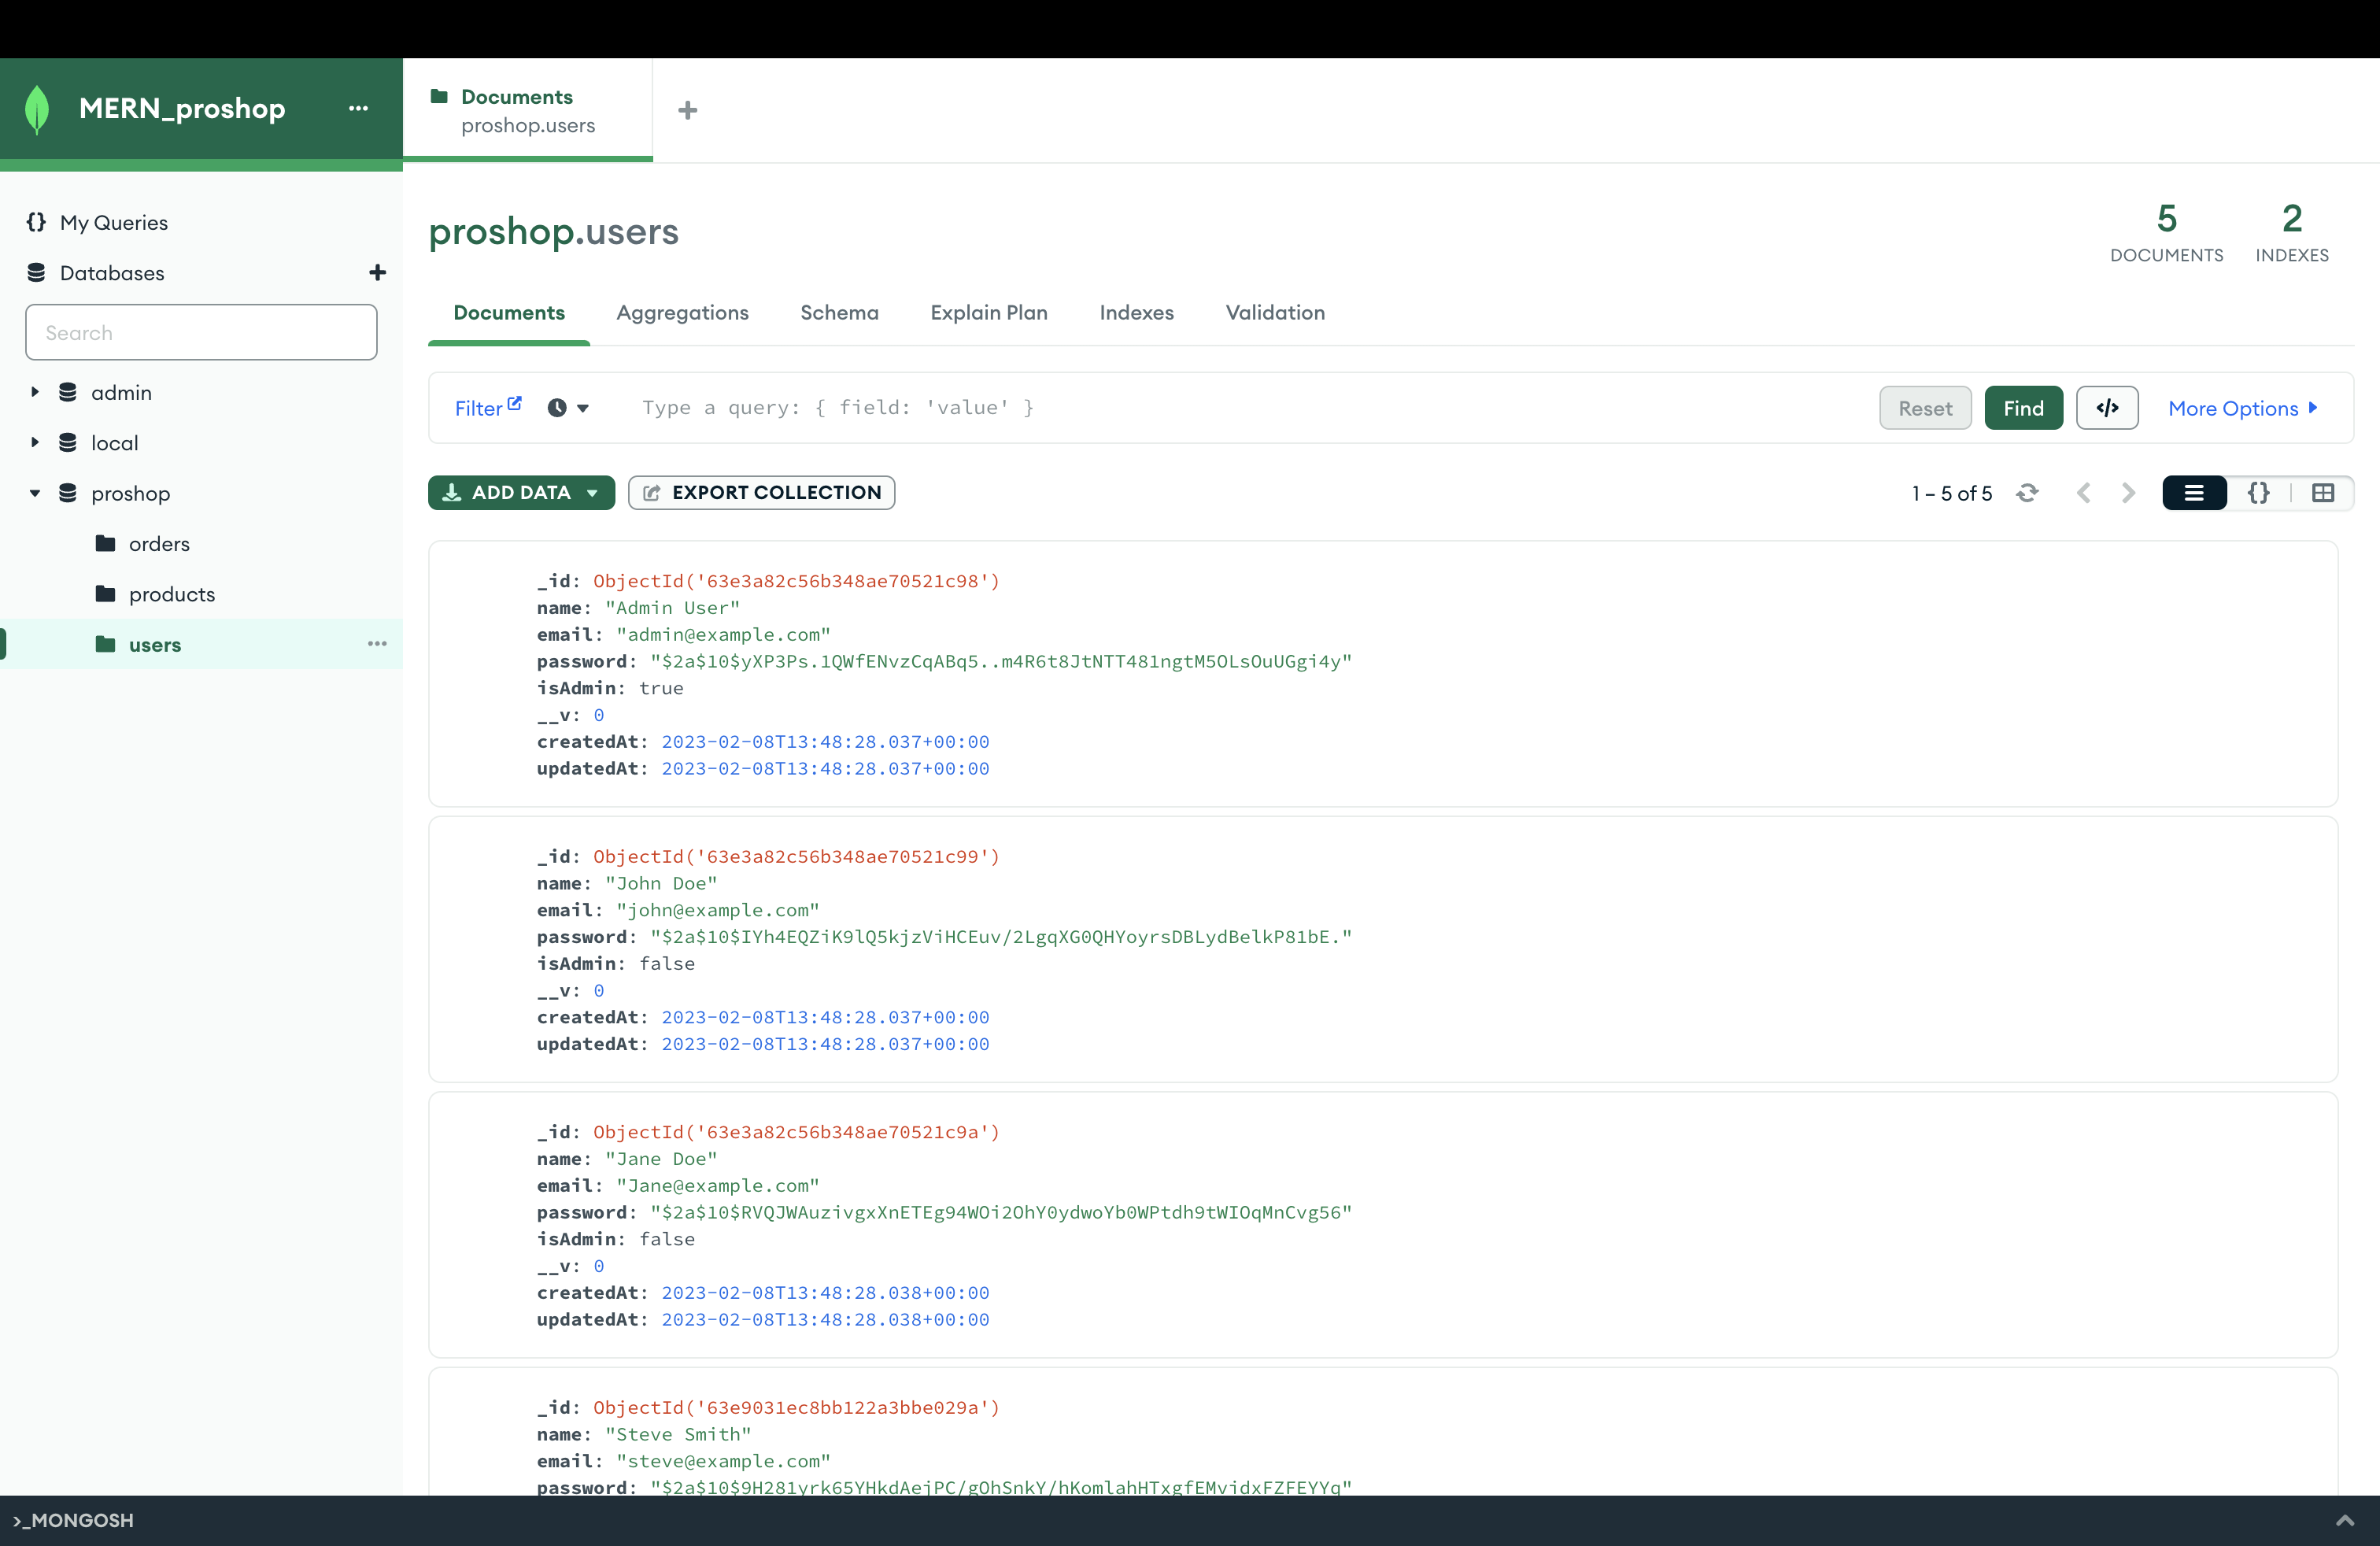 MERN_proshop
Documents
proshop.users
My Queries
Databases
Search
admin
local
proshop
orders
products
users
proshop.users
5
DOCUMENTS
2
INDEXES
Documents Aggregations Schema Explain Plan Indexes Validation
Filter Type a query: { field: 'value' } Reset Find </> More Options
ADD DATA EXPORT COLLECTION 1 – 5 of 5 {}
_id: ObjectId('63e3a82c56b348ae70521c98')
name: "Admin User"
email: "admin@example.com"
password: "$2a$10$yXP3Ps.1QWfENvzCqABq5..m4R6t8JtNTT481ngtM5OLsOuUGgi4y"
isAdmin: true
__v: 0
createdAt: 2023-02-08T13:48:28.037+00:00
updatedAt: 2023-02-08T13:48:28.037+00:00
_id: ObjectId('63e3a82c56b348ae70521c99')
name: "John Doe"
email: "john@example.com"
password: "$2a$10$IYh4EQZiK9lQ5kjzViHCEuv/2LgqXG0QHYoyrsDBLydBelkP81bE."
isAdmin: false
__v: 0
createdAt: 2023-02-08T13:48:28.037+00:00
updatedAt: 2023-02-08T13:48:28.037+00:00
_id: ObjectId('63e3a82c56b348ae70521c9a')
name: "Jane Doe"
email: "Jane@example.com"
password: "$2a$10$RVQJWAuzivgxXnETEg94WOi2OhY0ydwoYb0WPtdh9tWIOqMnCvg56"
isAdmin: false
__v: 0
createdAt: 2023-02-08T13:48:28.038+00:00
updatedAt: 2023-02-08T13:48:28.038+00:00
_id: ObjectId('63e9031ec8bb122a3bbe029a')
name: "Steve Smith"
email: "steve@example.com"
password: "$2a$10$9H281yrk65YHkdAejPC/gOhSnkY/hKomlahHTxgfEMvidxFZFEYYq"
>_MONGOSH